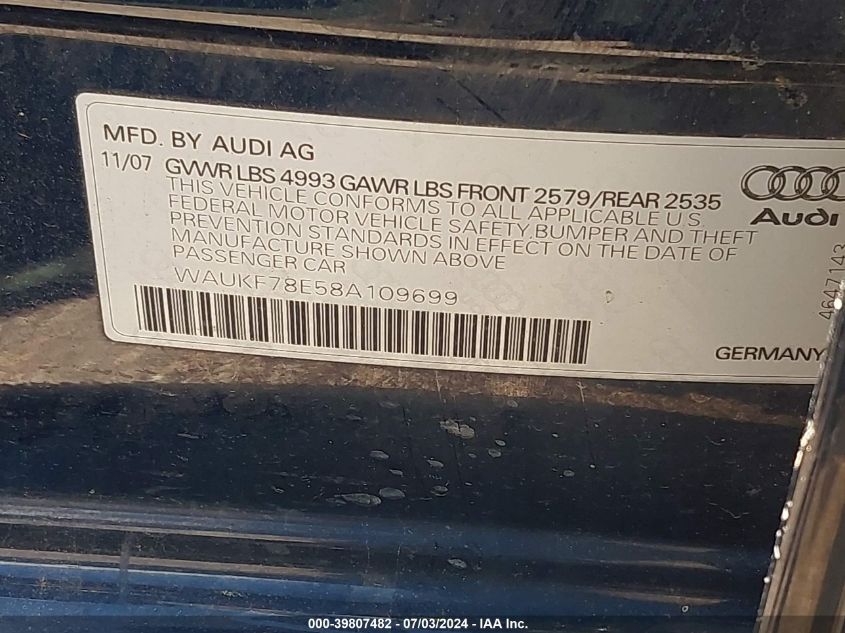 MFD. BY AUDI AG
11/07 GVWR LBS 4993 GAWR LBS FRONT 2579/REAR 2535
THIS VEHICLE CONFORMS TO ALL APPLICABLE U.S.
FEDERAL MOTOR VEHICLE SAFETY,BUMPER AND THEFT
PREVENTION STANDARDS IN EFFECT ON THE DATE OF
MANUFACTURE SHOWN ABOVE
PASSENGER CAR
WAUKF78E58A109699
Audi
4647143
GERMANY
000-39807482 - 07/03/2024 - IAA Inc.